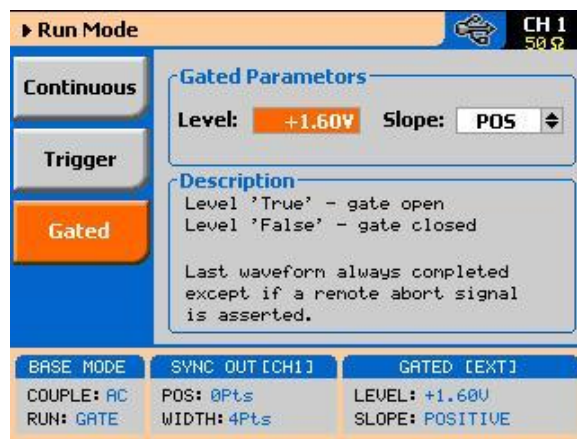 Run Mode
CH 1
50 Ω
Continuous
Trigger
Gated
Gated Parametors
Level: +1.60V Slope: POS
Description
Level 'True' - gate open
Level 'False' - gate closed
Last waveform always completed
except if a remote abort signal
is asserted.
BASE MODE
COUPLE: AC
RUN: GATE
SYNC OUT [CH1]
POS: 0Pts
WIDTH: 4Pts
GATED [EXT]
LEVEL: +1.60V
SLOPE: POSITIVE